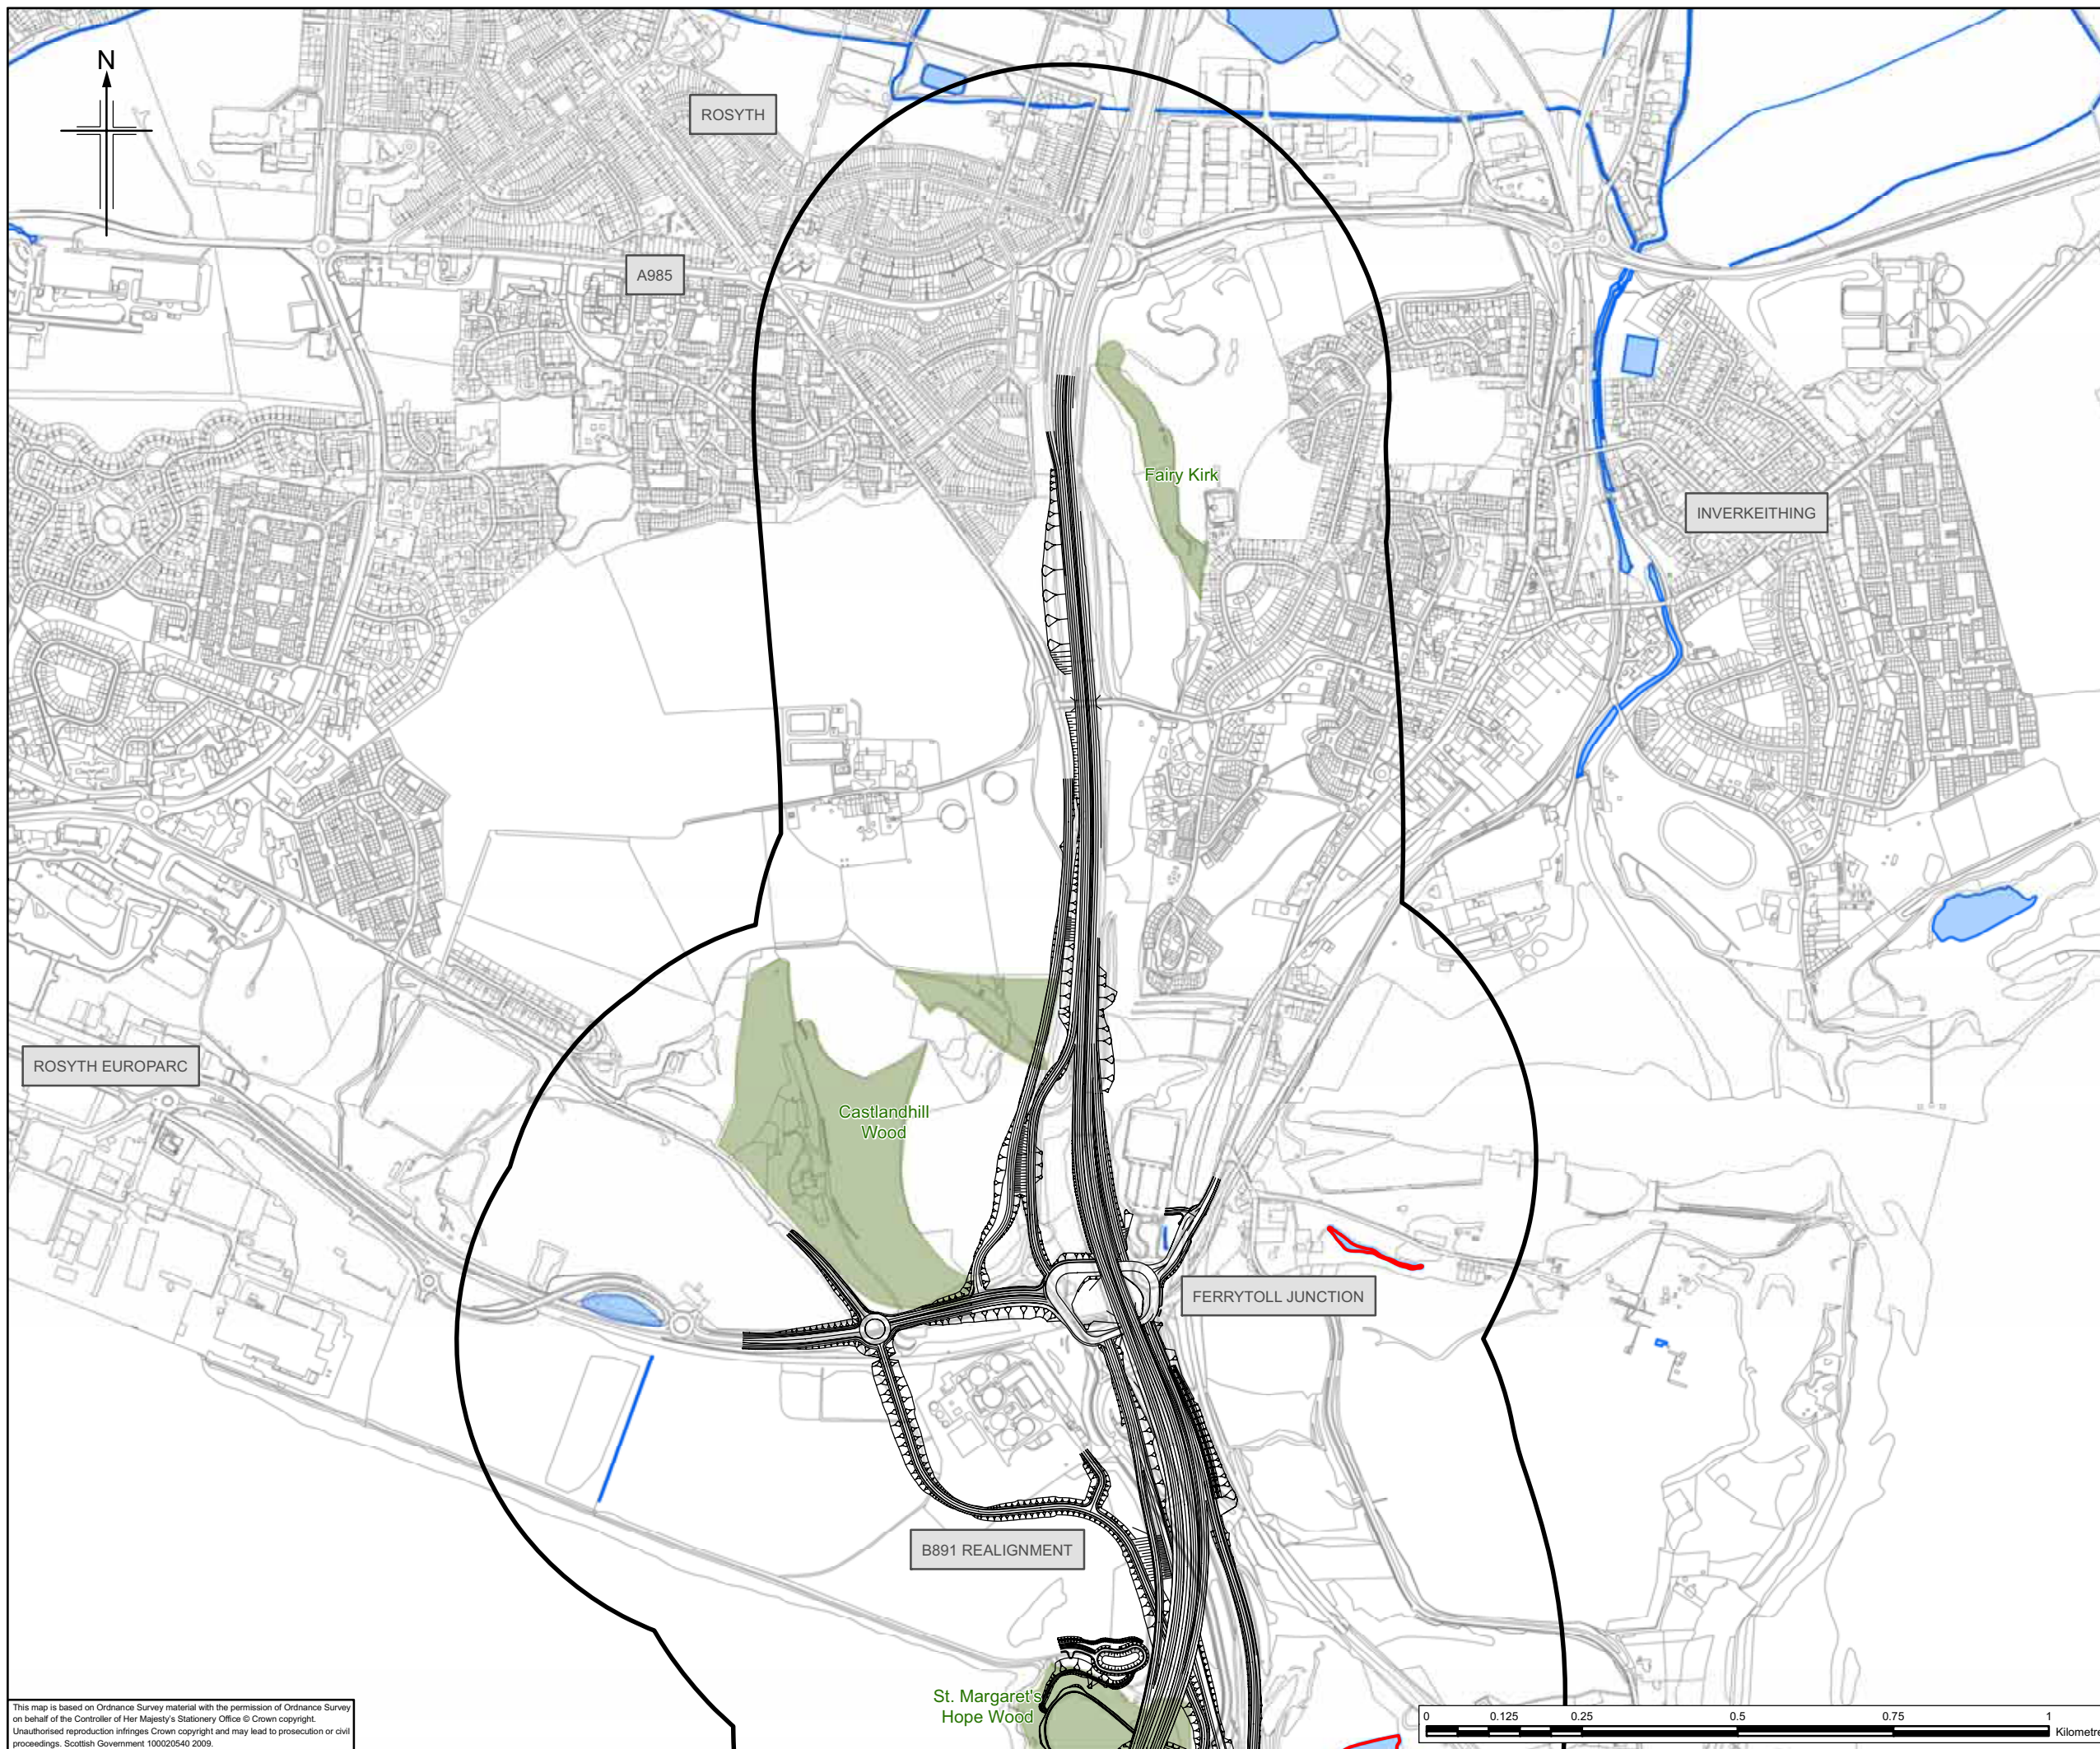 N
ROSYTH
A985
Fairy Kirk
INVERKEITHING
ROSYTH EUROPARC
Castlandhill
Wood
FERRYTOLL JUNCTION
B891 REALIGNMENT
St. Margaret's
Hope Wood
This map is based on Ordnance Survey material with the permission of Ordnance Survey
on behalf of the Controller of Her Majesty's Stationery Office © Crown copyright.
Unauthorised reproduction infringes Crown copyright and may lead to prosecution or civil
proceedings. Scottish Government 100020540 2009.
0 0.125 0.25 0.5 0.75 1
Kilometre